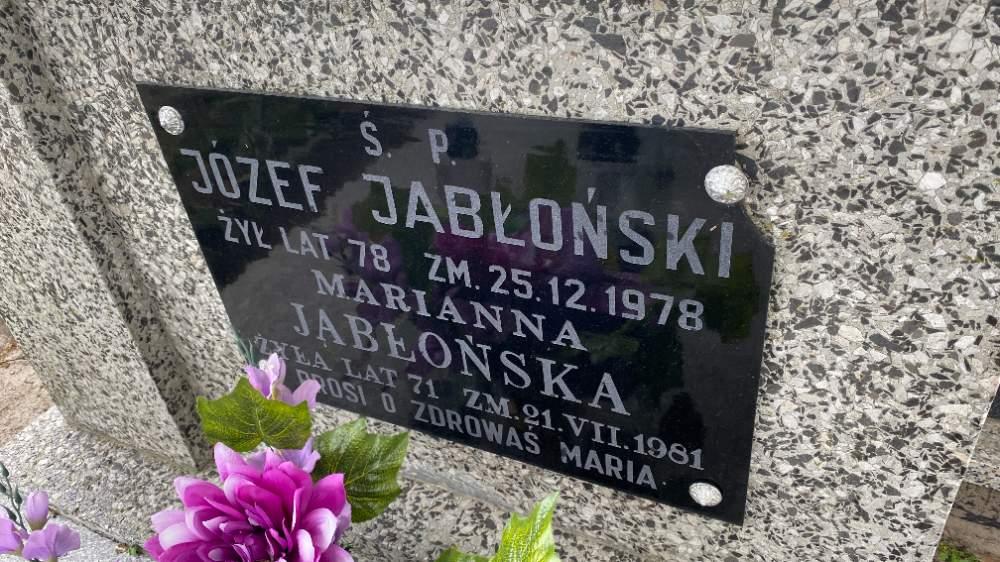 Ś. P.
JÓZEF JABŁOŃSKI
ŻYŁ LAT 78 ZM. 25.12.1978
MARIANNA
JABŁOŃSKA
ŻYŁA LAT 71 ZM. 21.VII.1981
PROSI O ZDROWAŚ MARIA